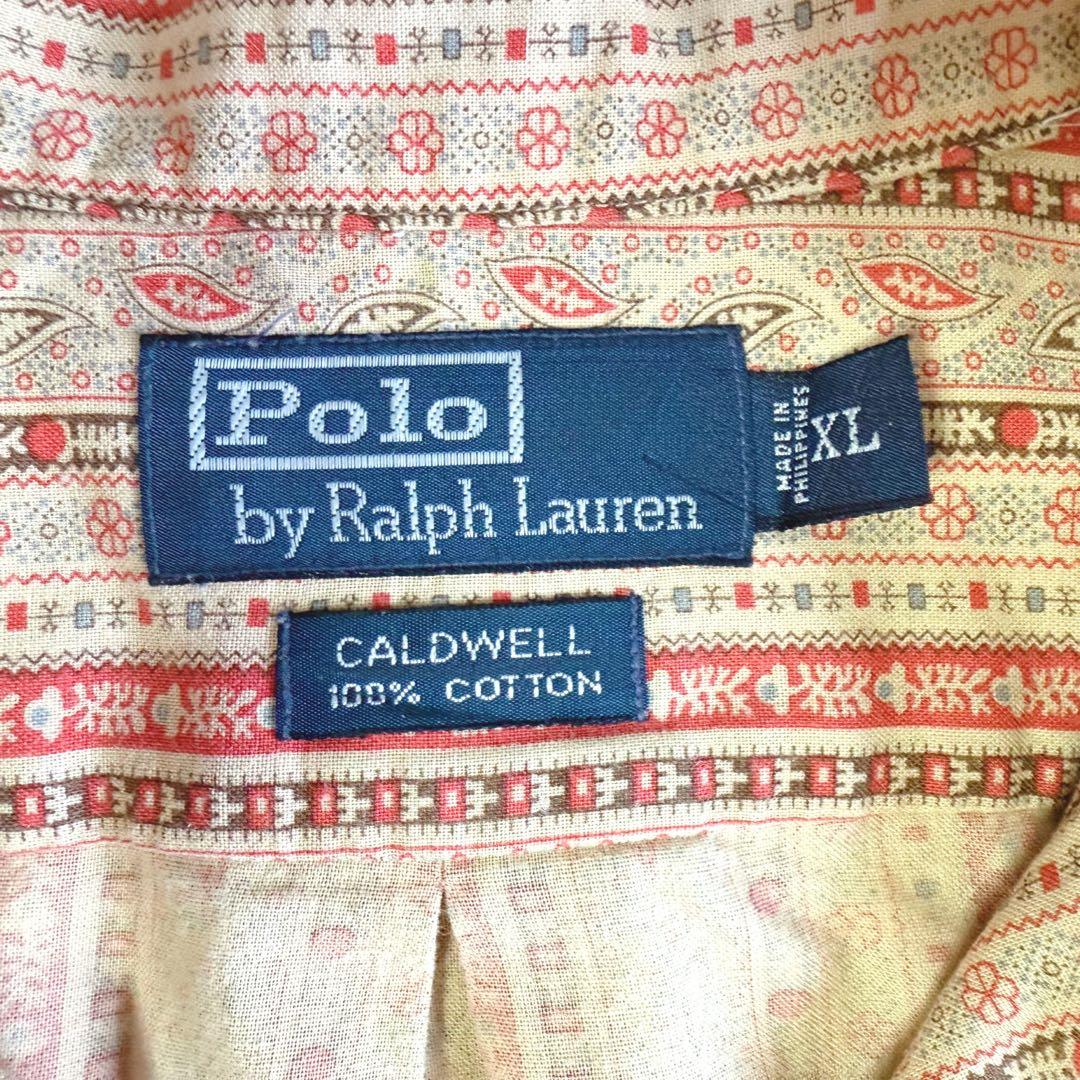 Polo
by Ralph Lauren
MADE IN
PHILIPPINES
XL
CALDWELL
100% COTTON